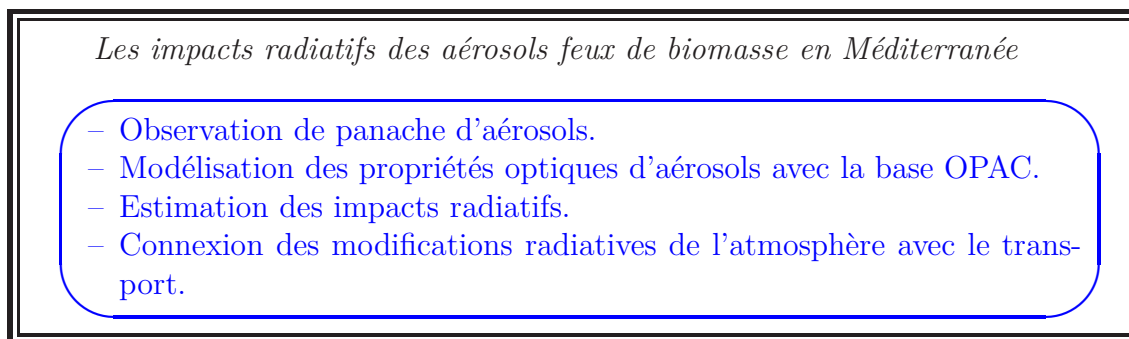 Les impacts radiatifs des aérosols feux de biomasse en Méditerranée
– Observation de panache d'aérosols.
– Modélisation des propriétés optiques d'aérosols avec la base OPAC.
– Estimation des impacts radiatifs.
– Connexion des modifications radiatives de l'atmosphère avec le trans-
port.